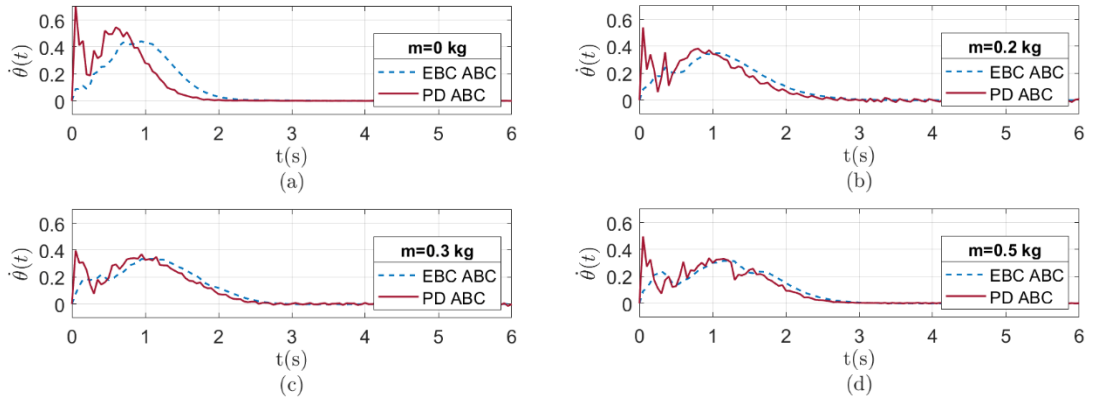 0.6
0.4
0.2
0
θ̇(t)
m=0 kg
EBC ABC
PD ABC
0 1 2 3 4 5 6
t(s)
(a)
0.6
0.4
0.2
0
θ̇(t)
m=0.2 kg
EBC ABC
PD ABC
0 1 2 3 4 5 6
t(s)
(b)
0.6
0.4
0.2
0
θ̇(t)
m=0.3 kg
EBC ABC
PD ABC
0 1 2 3 4 5 6
t(s)
(c)
0.6
0.4
0.2
0
θ̇(t)
m=0.5 kg
EBC ABC
PD ABC
0 1 2 3 4 5 6
t(s)
(d)